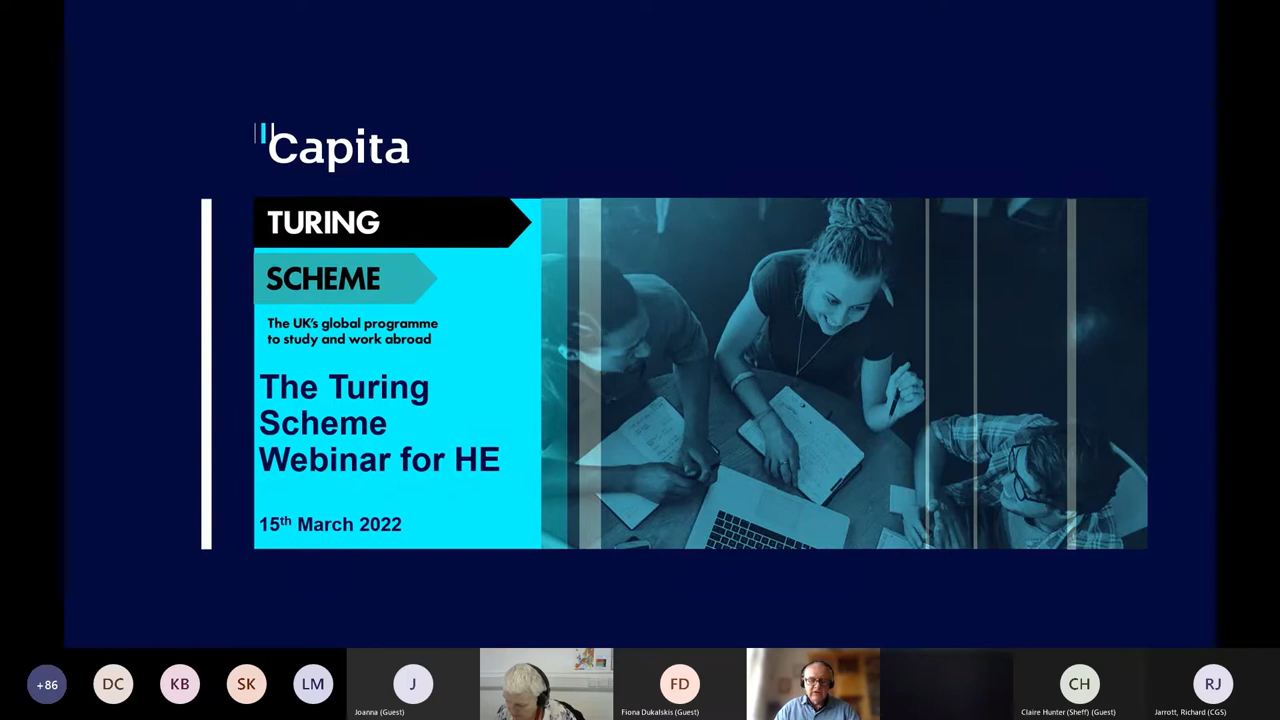 Capita
TURING
SCHEME
The UK's global programme
to study and work abroad
The Turing
Scheme
Webinar for HE
15th March 2022
+86
DC
KB
SK
LM
J
Joanna (Guest)
FD
Fiona Dukalskis (Guest)
CH
Claire Hunter (Sheff) (Guest)
RJ
Jarrott, Richard (CGS)